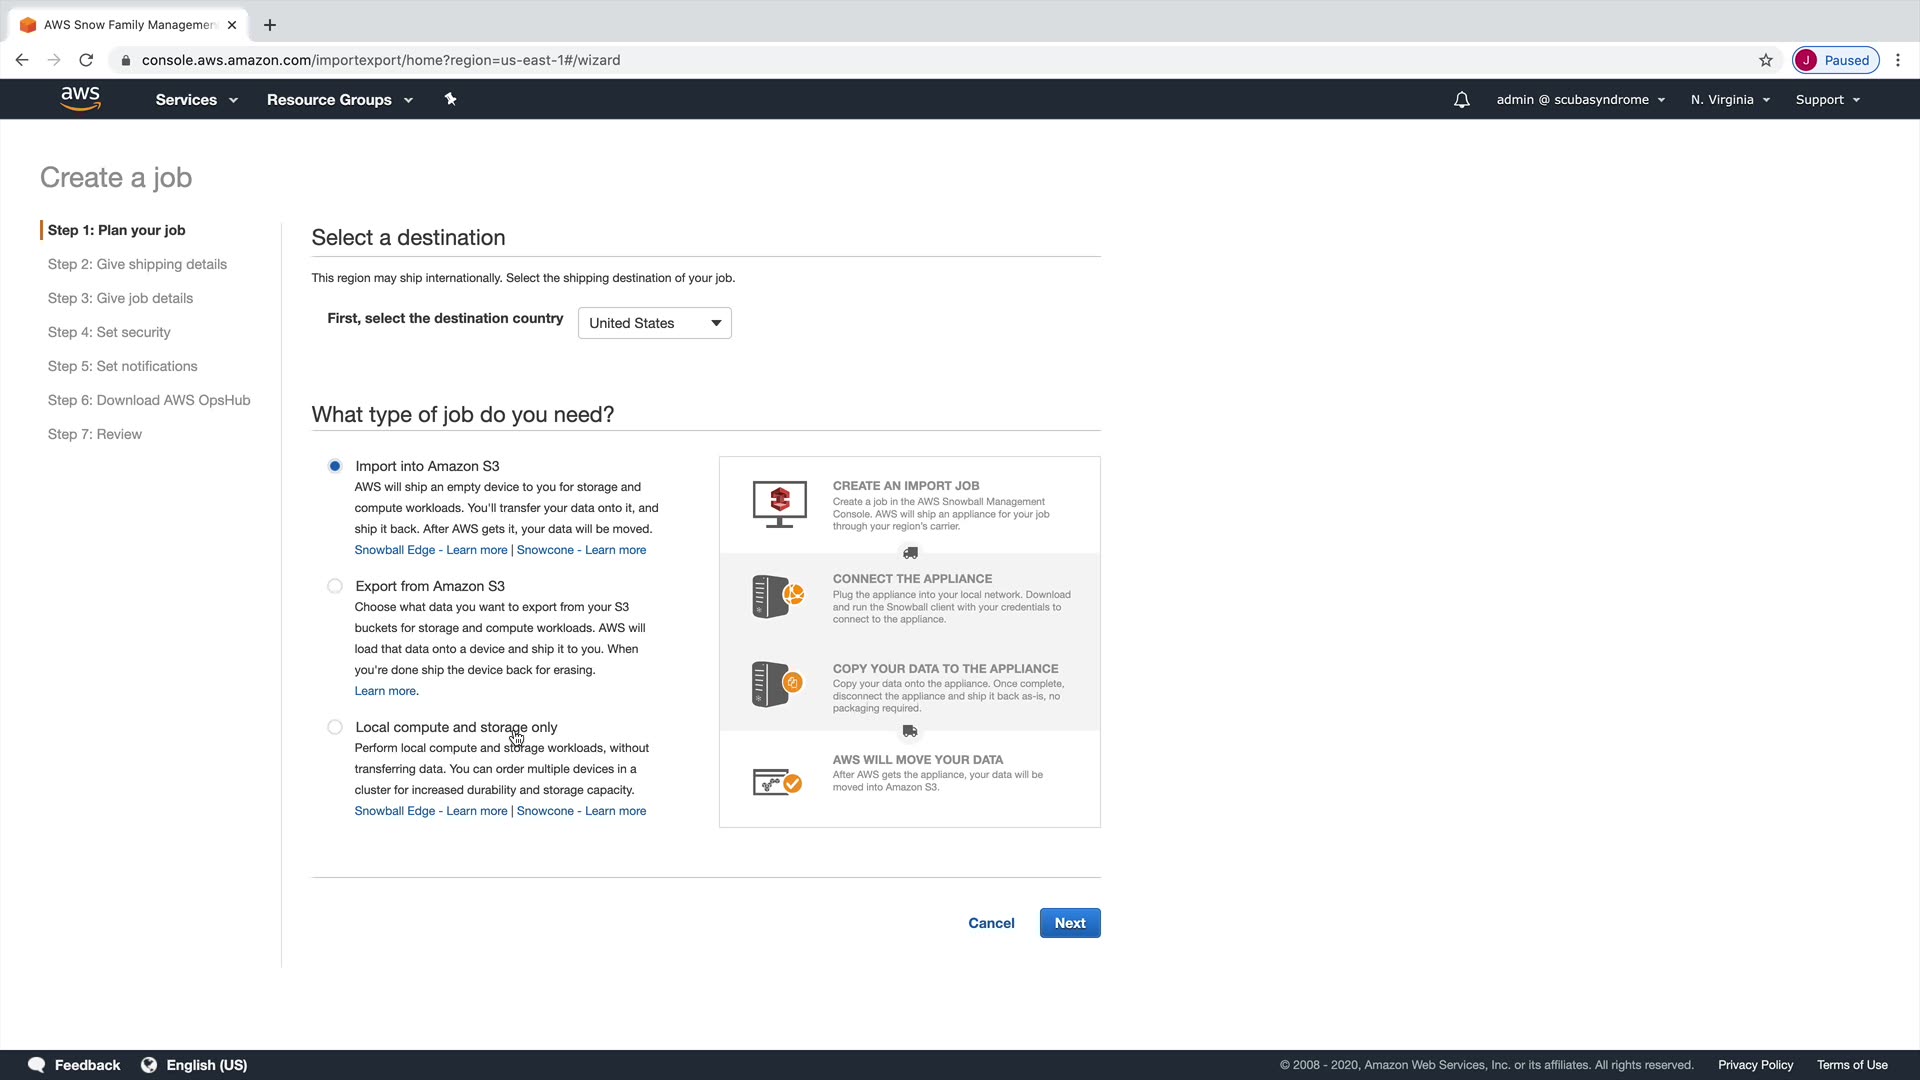 AWS Snow Family Managemen
console.aws.amazon.com/importexport/home?region=us-east-1#/wizard
J Paused
aws Services Resource Groups admin @ scubasyndrome N. Virginia Support
Create a job
Step 1: Plan your job
Step 2: Give shipping details
Step 3: Give job details
Step 4: Set security
Step 5: Set notifications
Step 6: Download AWS OpsHub
Step 7: Review
Select a destination
This region may ship internationally. Select the shipping destination of your job.
First, select the destination country United States
What type of job do you need?
Import into Amazon S3
AWS will ship an empty device to you for storage and
compute workloads. You'll transfer your data onto it, and
ship it back. After AWS gets it, your data will be moved.
Snowball Edge - Learn more | Snowcone - Learn more
Export from Amazon S3
Choose what data you want to export from your S3
buckets for storage and compute workloads. AWS will
load that data onto a device and ship it to you. When
you're done ship the device back for erasing.
Learn more.
Local compute and storage only
Perform local compute and storage workloads, without
transferring data. You can order multiple devices in a
cluster for increased durability and storage capacity.
Snowball Edge - Learn more | Snowcone - Learn more
CREATE AN IMPORT JOB
Create a job in the AWS Snowball Management
Console. AWS will ship an appliance for your job
through your region's carrier.
CONNECT THE APPLIANCE
Plug the appliance into your local network. Download
and run the Snowball client with your credentials to
connect to the appliance.
COPY YOUR DATA TO THE APPLIANCE
Copy your data onto the appliance. Once complete,
disconnect the appliance and ship it back as-is, no
packaging required.
AWS WILL MOVE YOUR DATA
After AWS gets the appliance, your data will be
moved into Amazon S3.
Cancel Next
Feedback English (US) © 2008 - 2020, Amazon Web Services, Inc. or its affiliates. All rights reserved. Privacy Policy Terms of Use